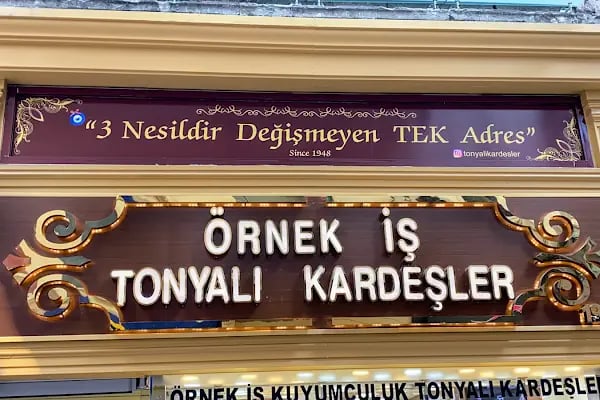 "3 Nesildir Değişmeyen TEK Adres"
Since 1948
tonyalikardesler
ÖRNEK İŞ
TONYALI KARDEŞLER
ÖRNEK İŞ KUYUMCULUK TONYALI KARDEŞLER